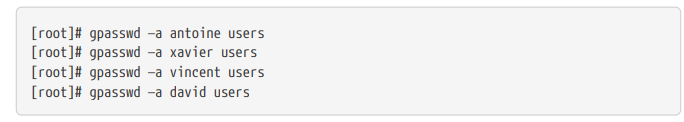 [root]# gpasswd –a antoine users
[root]# gpasswd –a xavier users
[root]# gpasswd –a vincent users
[root]# gpasswd –a david users